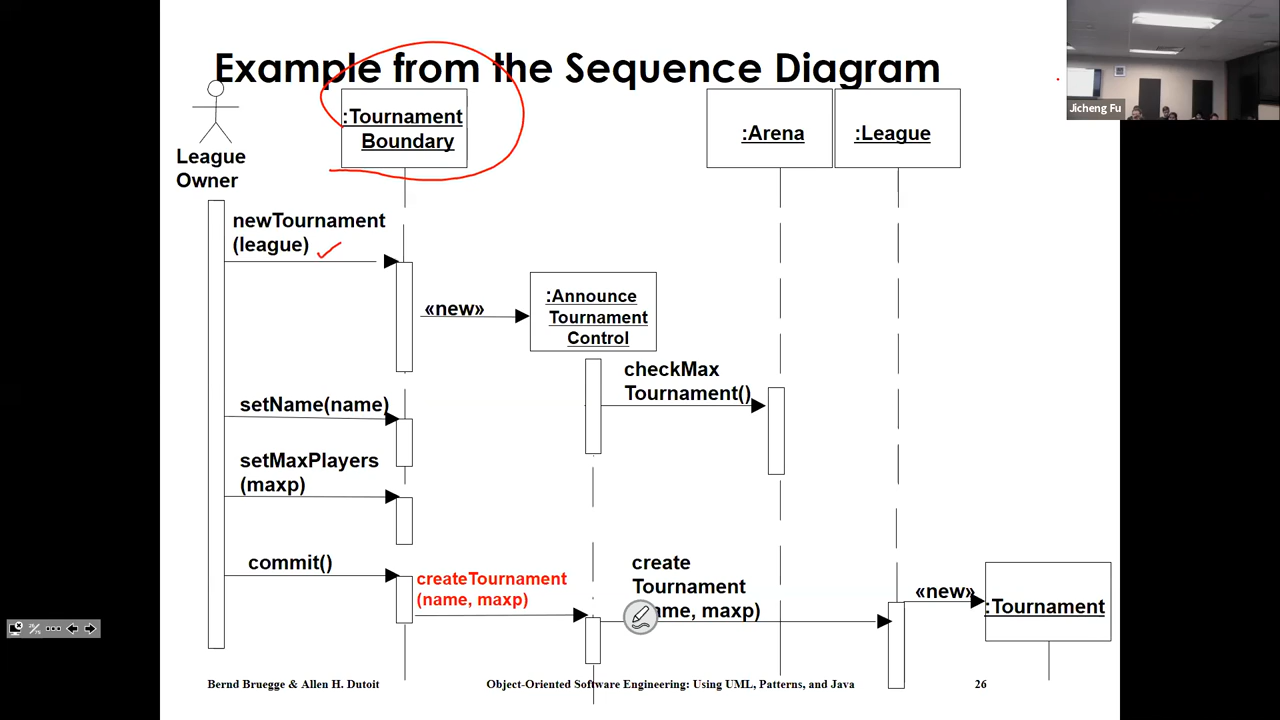 Example from the Sequence Diagram
Jicheng Fu
:Tournament
Boundary
:Arena
:League
League
Owner
newTournament
(league)
«new»
:Announce
Tournament
Control
checkMax
Tournament()
setName(name)
setMaxPlayers
(maxp)
commit()
createTournament
(name, maxp)
create
Tournament
maxp)
«new»
:Tournament
Bernd Bruegge & Allen H. Dutoit
Object-Oriented Software Engineering: Using UML, Patterns, and Java
26